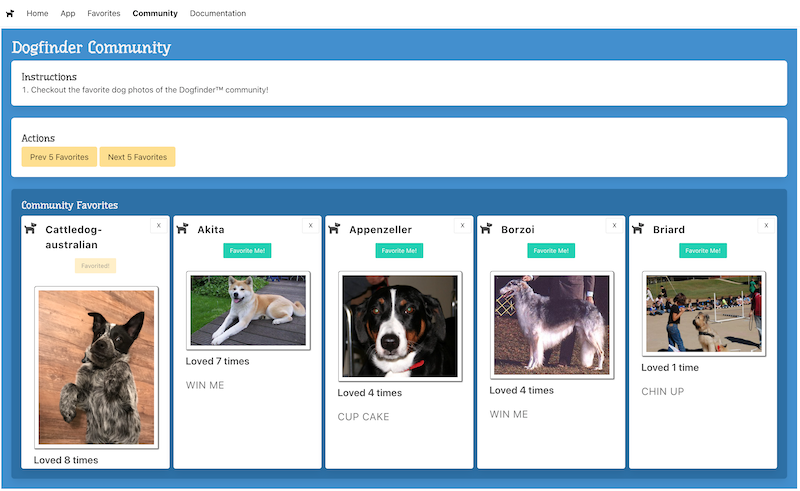 Home App Favorites Community Documentation
Dogfinder Community
Instructions
1. Checkout the favorite dog photos of the Dogfinder™ community!
Actions
Prev 5 Favorites Next 5 Favorites
Community Favorites
Cattledog-
australian
X
Favorited!
Loved 8 times
Akita
X
Favorite Me!
Loved 7 times
WIN ME
Appenzeller
X
Favorite Me!
Loved 4 times
CUP CAKE
Borzoi
X
Favorite Me!
Loved 4 times
WIN ME
Briard
X
Favorite Me!
Loved 1 time
CHIN UP